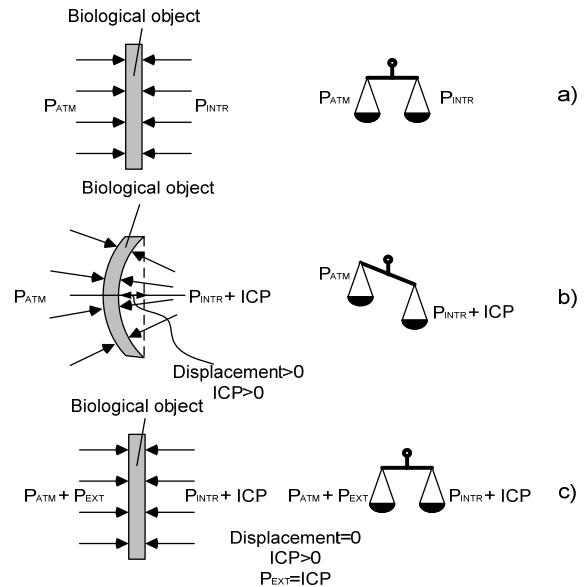 Biological object
PATM
PINTR
PATM
PINTR
a)
Biological object
PATM
PINTR + ICP
PATM
PINTR + ICP
b)
Displacement>0
ICP>0
Biological object
PATM + PEXT
PINTR + ICP
PATM + PEXT
PINTR + ICP
c)
Displacement=0
ICP>0
PEXT=ICP